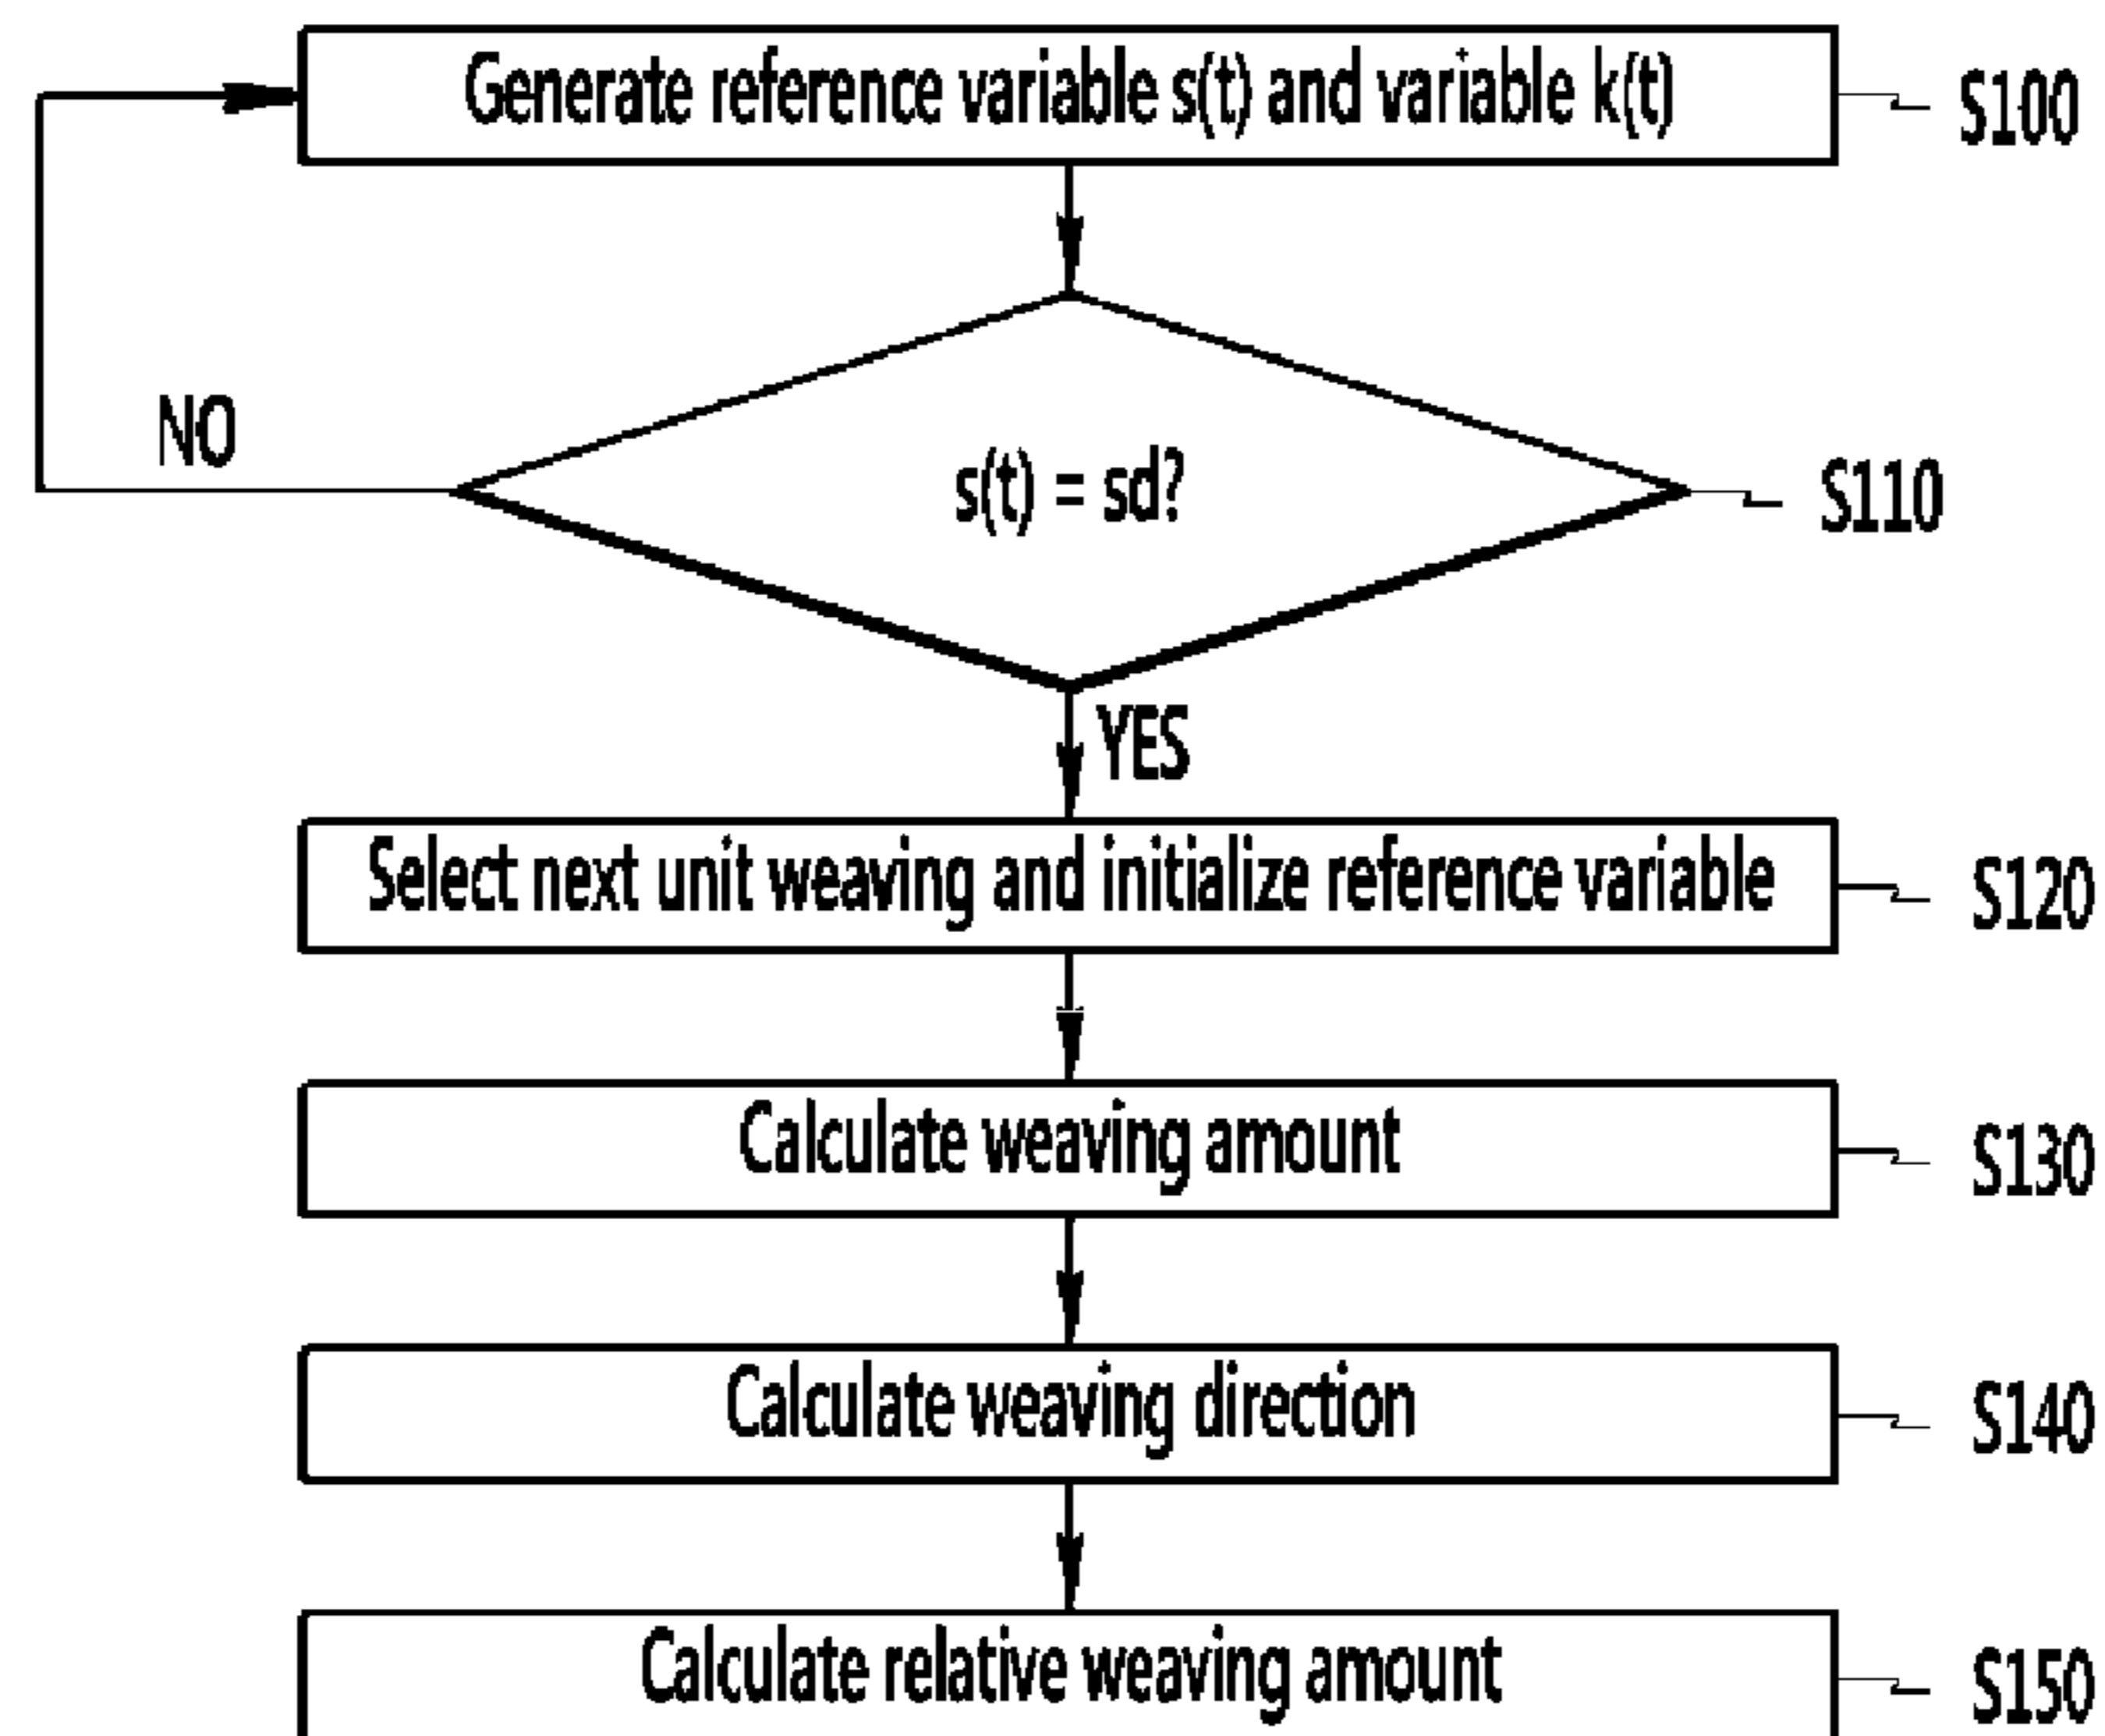 Generate reference variable s(t) and variable k(t)
S100
NO
s(t) = sd?
S110
YES
Select next unit weaving and initialize reference variable
S120
Calculate weaving amount
S130
Calculate weaving direction
S140
Calculate relative weaving amount
S150